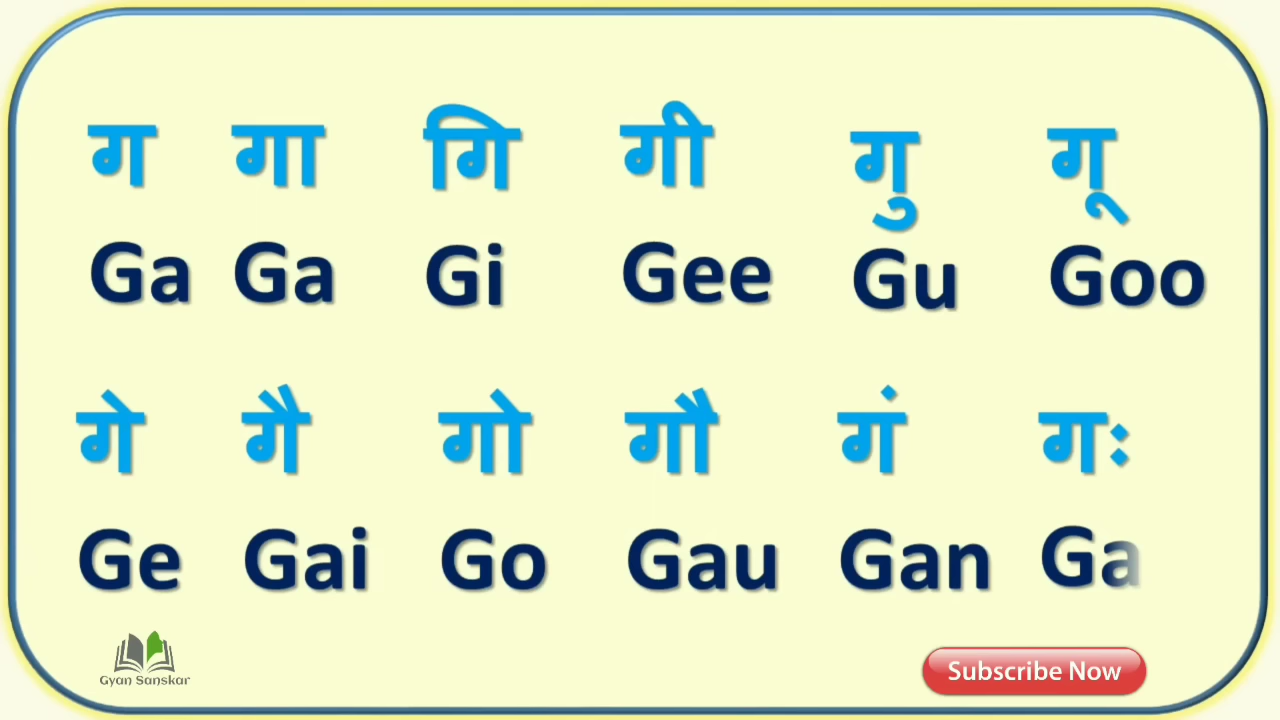 ग गा गि गी गु गू
Ga Ga Gi Gee Gu Goo
गे गै गो गौ गं गः
Ge Gai Go Gau Gan Ga
Gyan Sanskar
Subscribe Now